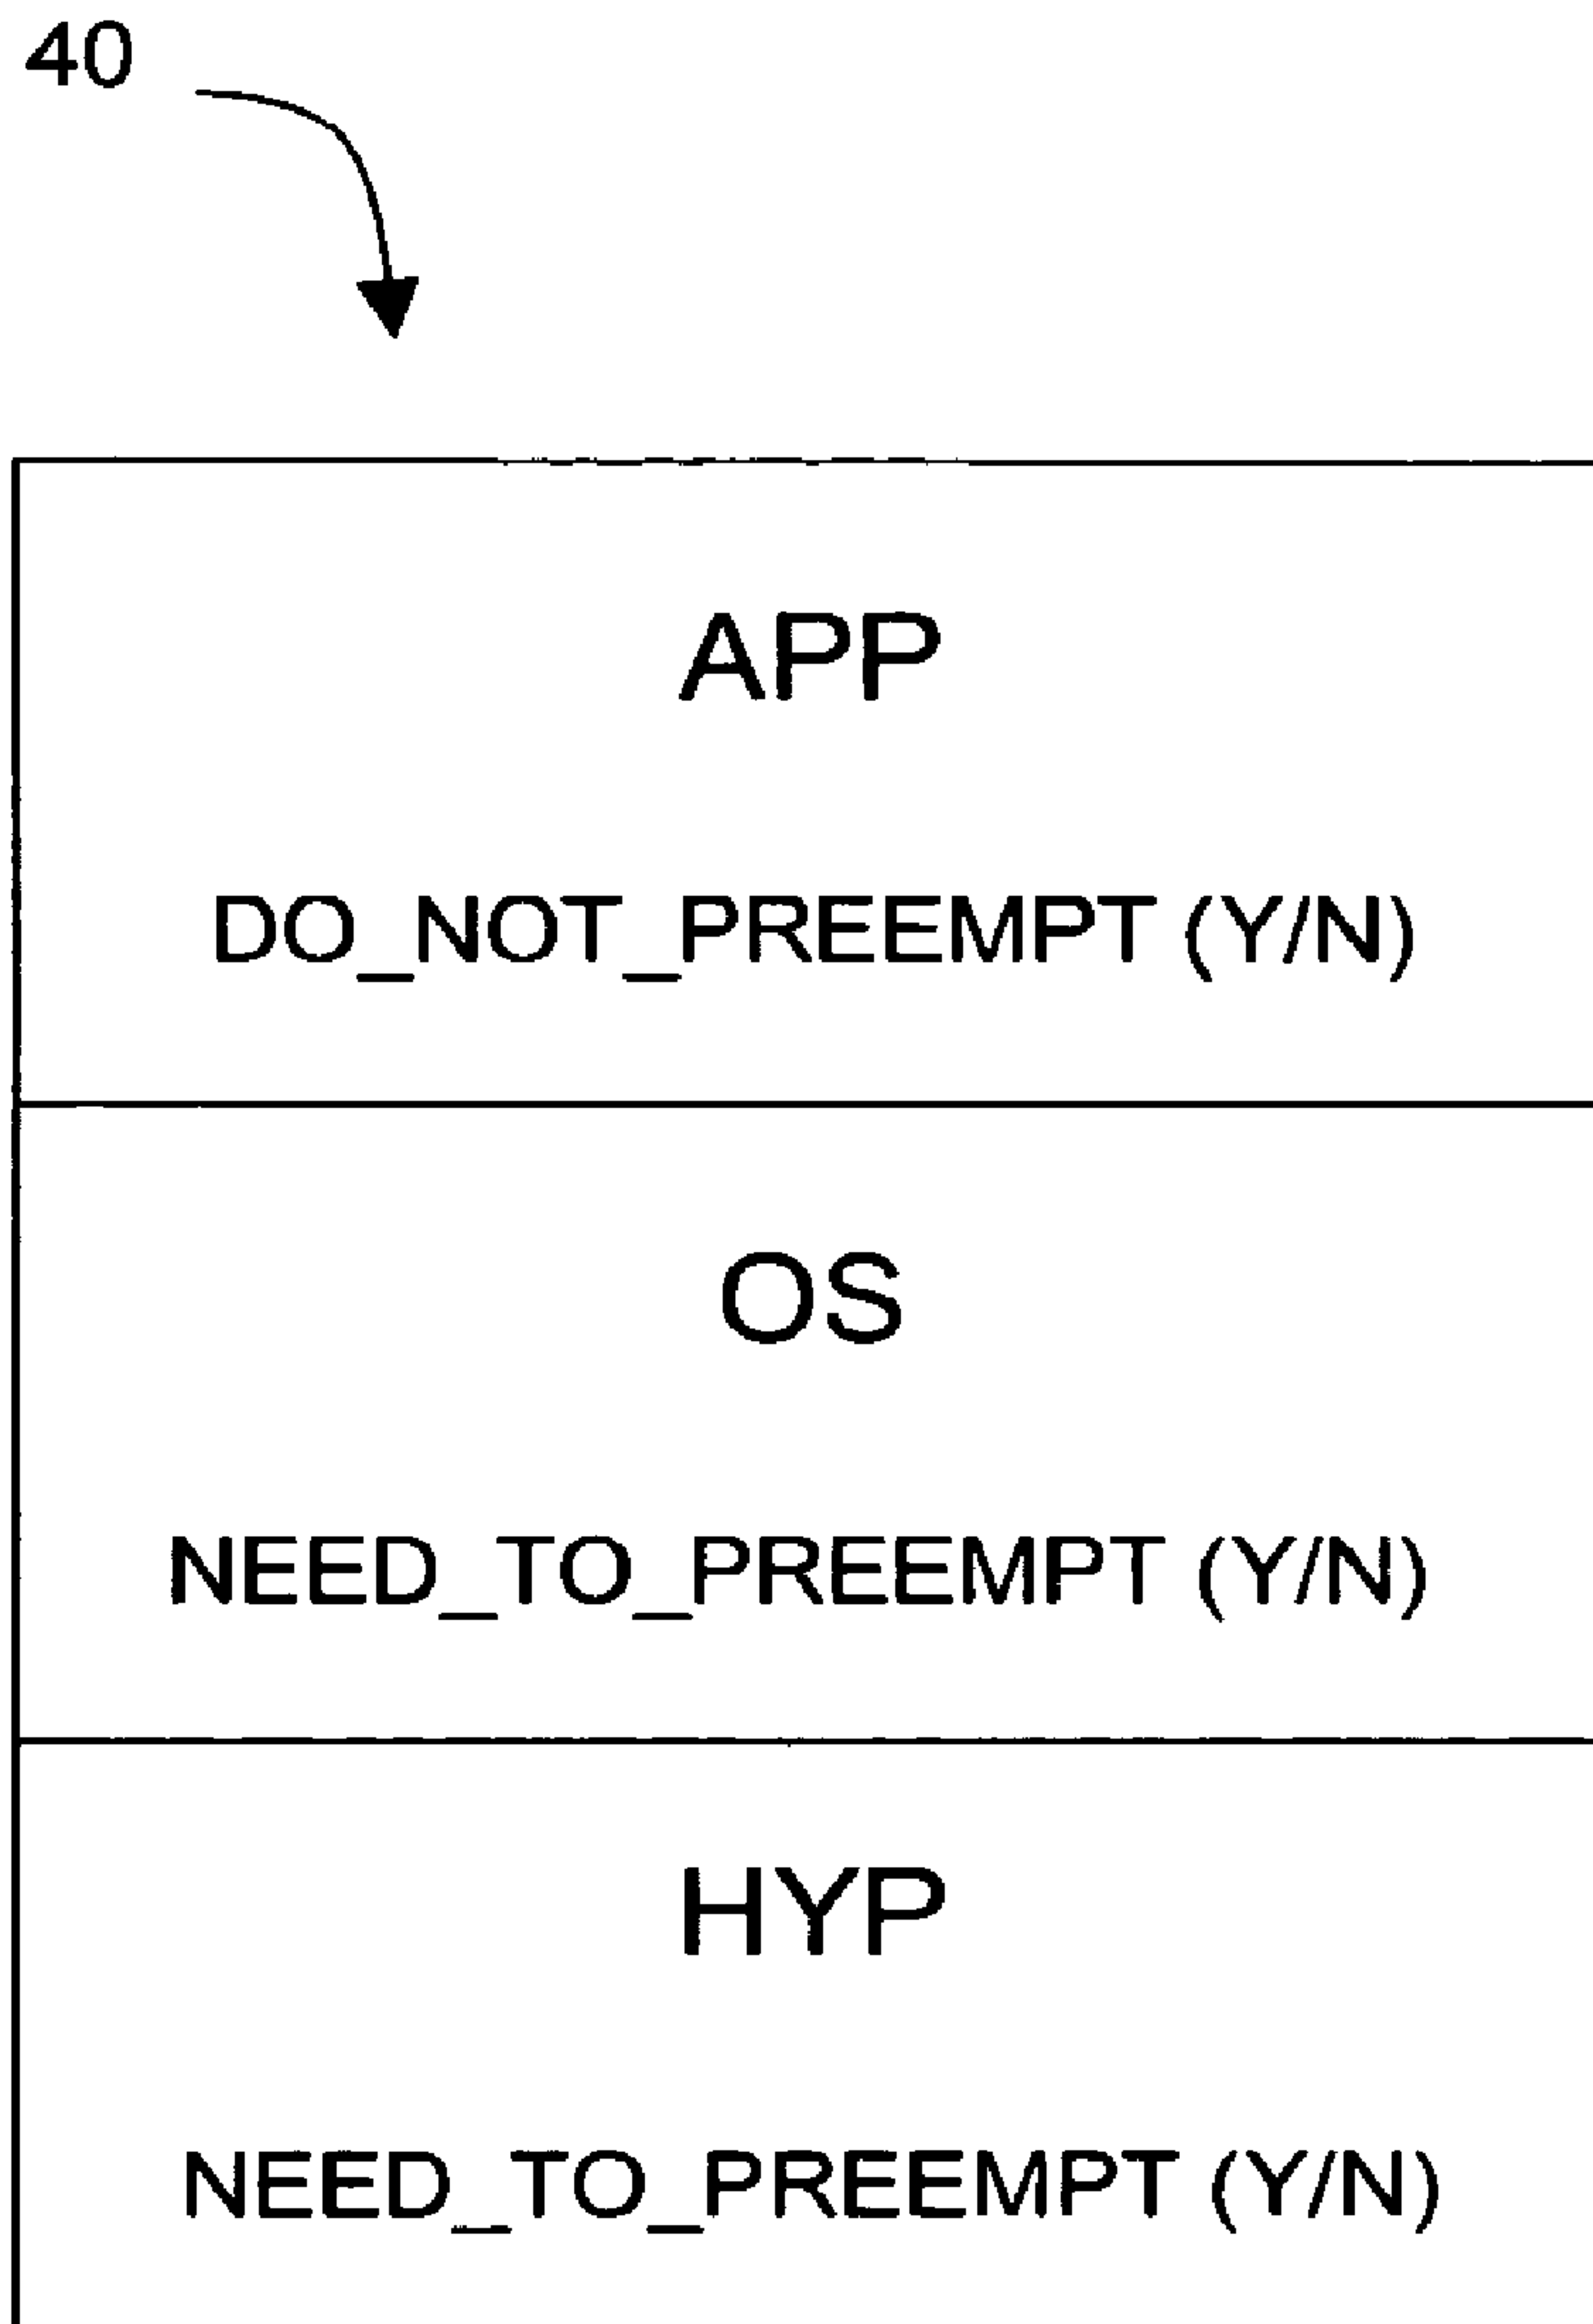 40
APP
DO_NOT_PREEMPT (Y/N)
OS
NEED_TO_PREEMPT (Y/N)
HYP
NEED_TO_PREEMPT (Y/N)